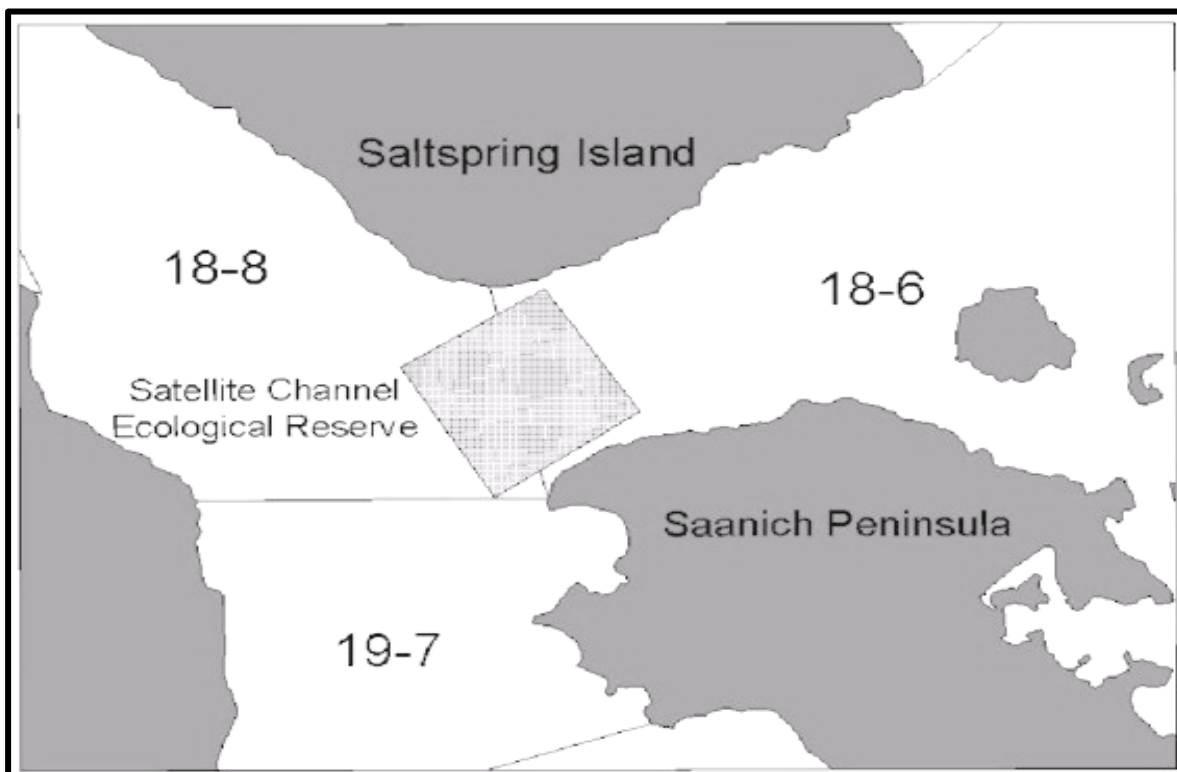 Saltspring Island
18-8
18-6
Satellite Channel
Ecological Reserve
Saanich Peninsula
19-7